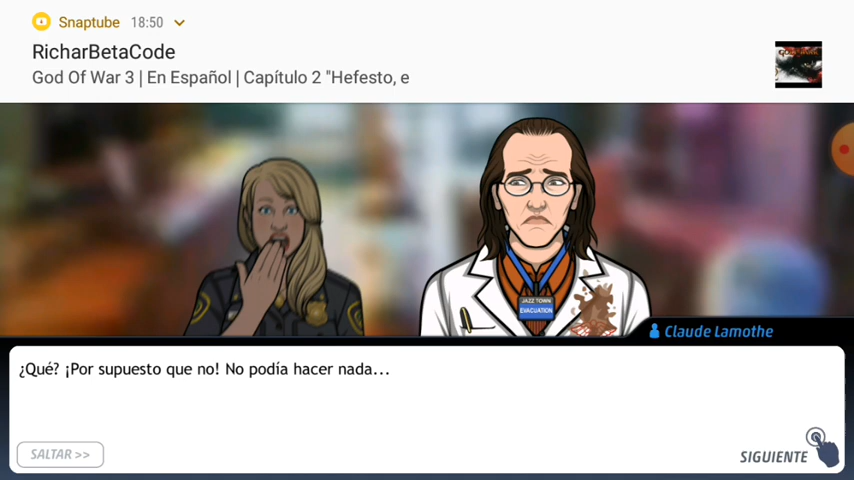 Snaptube 18:50
RicharBetaCode
God Of War 3 | En Español | Capítulo 2 "Hefesto, e
JAZZ TOWN
EVACUATION
Claude Lamothe
¿Qué? ¡Por supuesto que no! No podía hacer nada...
SALTAR >>
SIGUIENTE